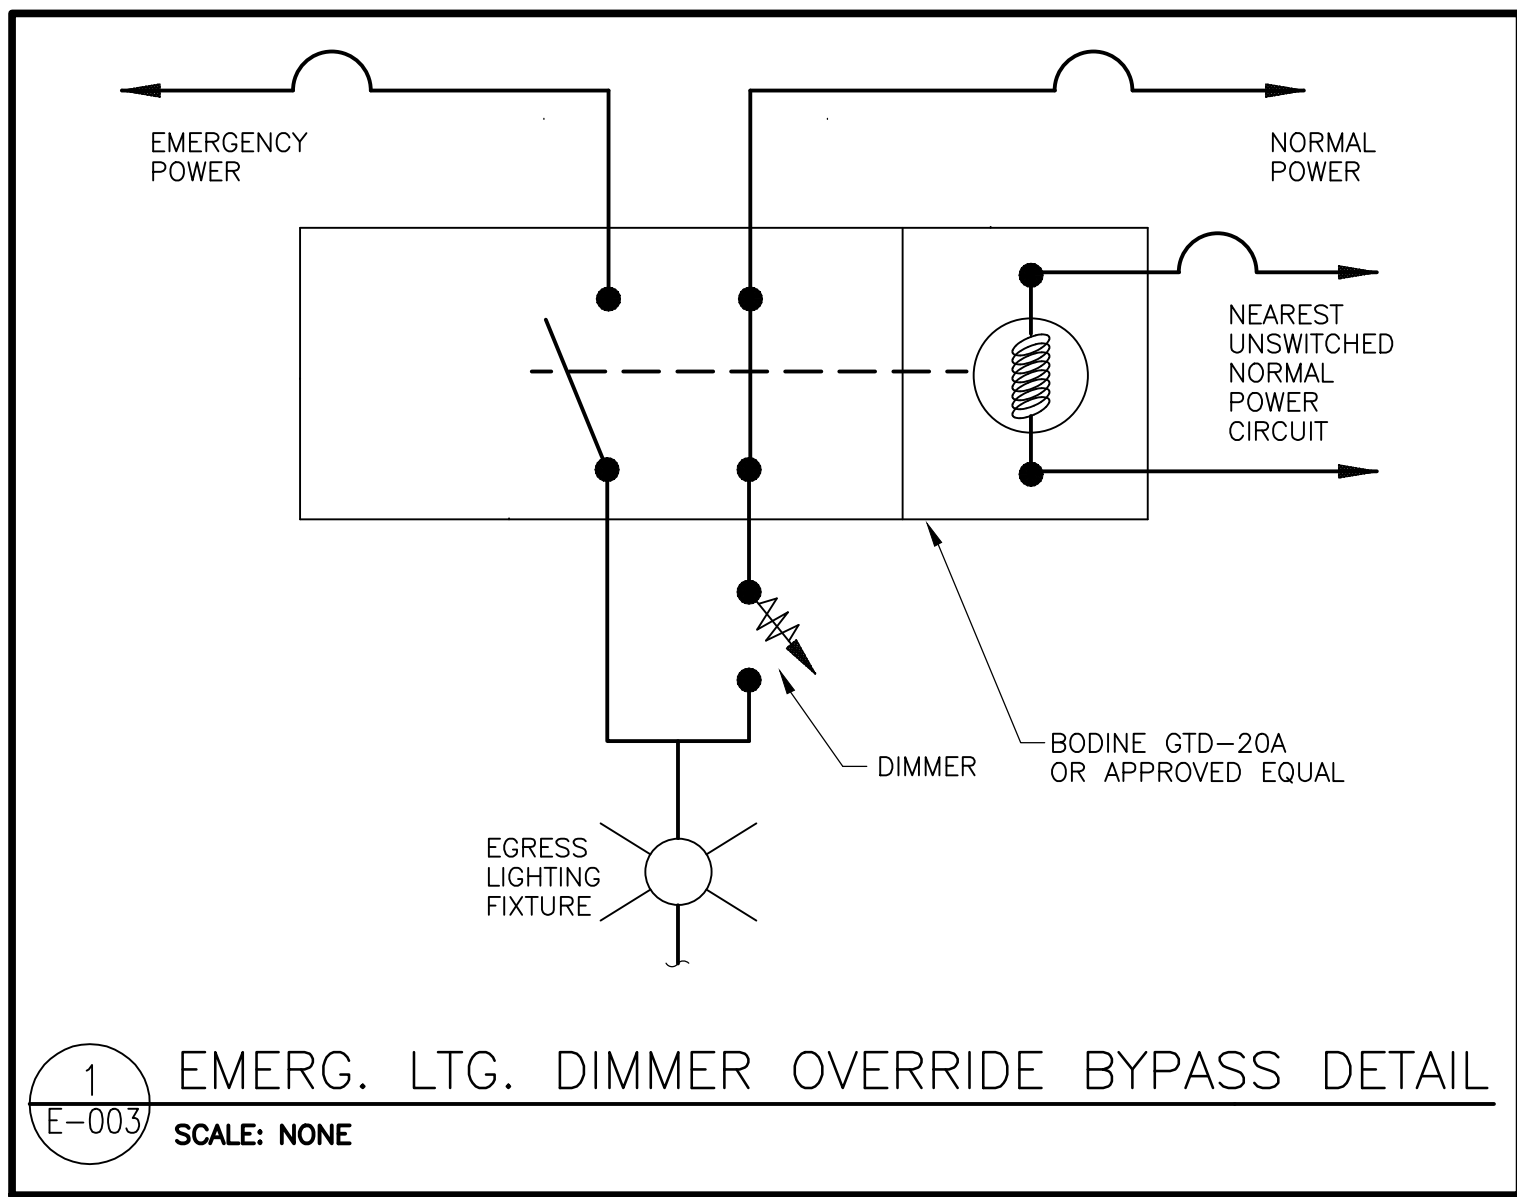 EMERGENCY
POWER
NORMAL
POWER
NEAREST
UNSWITCHED
NORMAL
POWER
CIRCUIT
BODINE GTD-20A
OR APPROVED EQUAL
DIMMER
EGRESS
LIGHTING
FIXTURE
1
E-003
EMERG. LTG. DIMMER OVERRIDE BYPASS DETAIL
SCALE: NONE